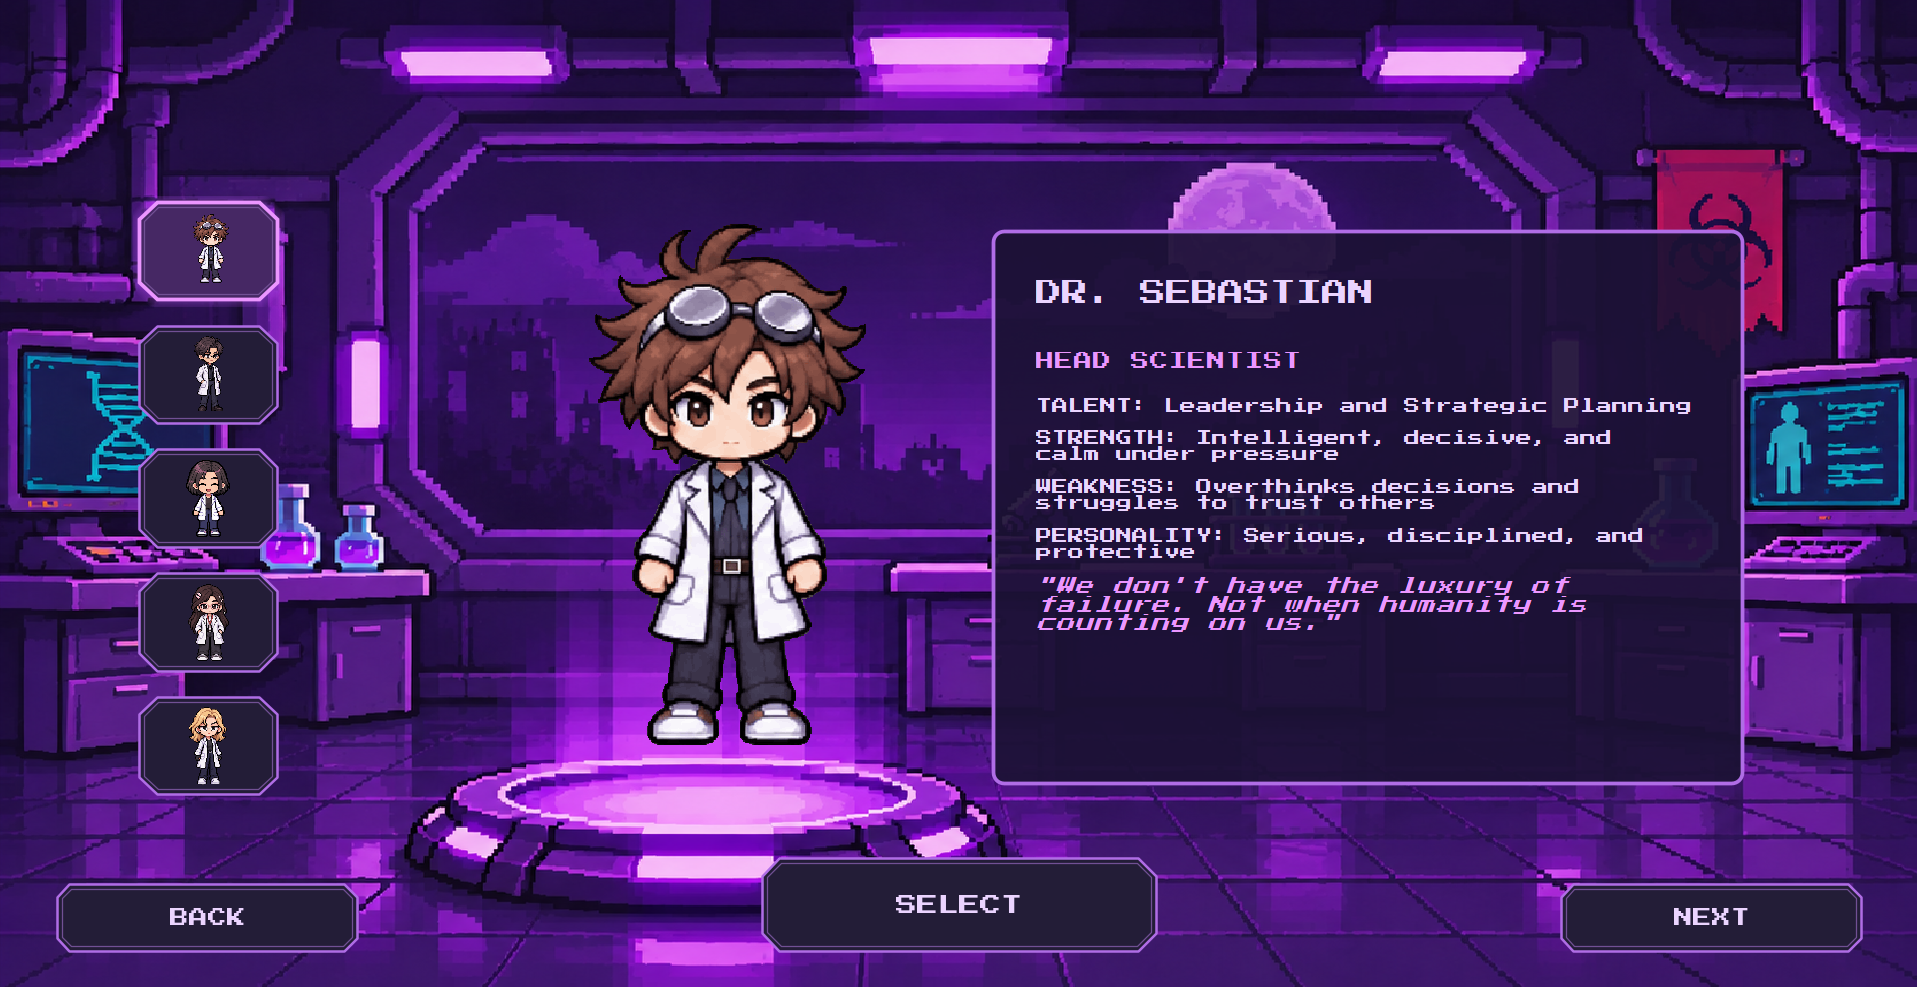 DR. SEBASTIAN
HEAD SCIENTIST
TALENT: Leadership and Strategic Planning
STRENGTH: Intelligent, decisive, and
calm under pressure
WEAKNESS: Overthinks decisions and
struggles to trust others
PERSONALITY: Serious, disciplined, and
protective
"We don't have the luxury of
failure. Not when humanity is
counting on us."
BACK
SELECT
NEXT